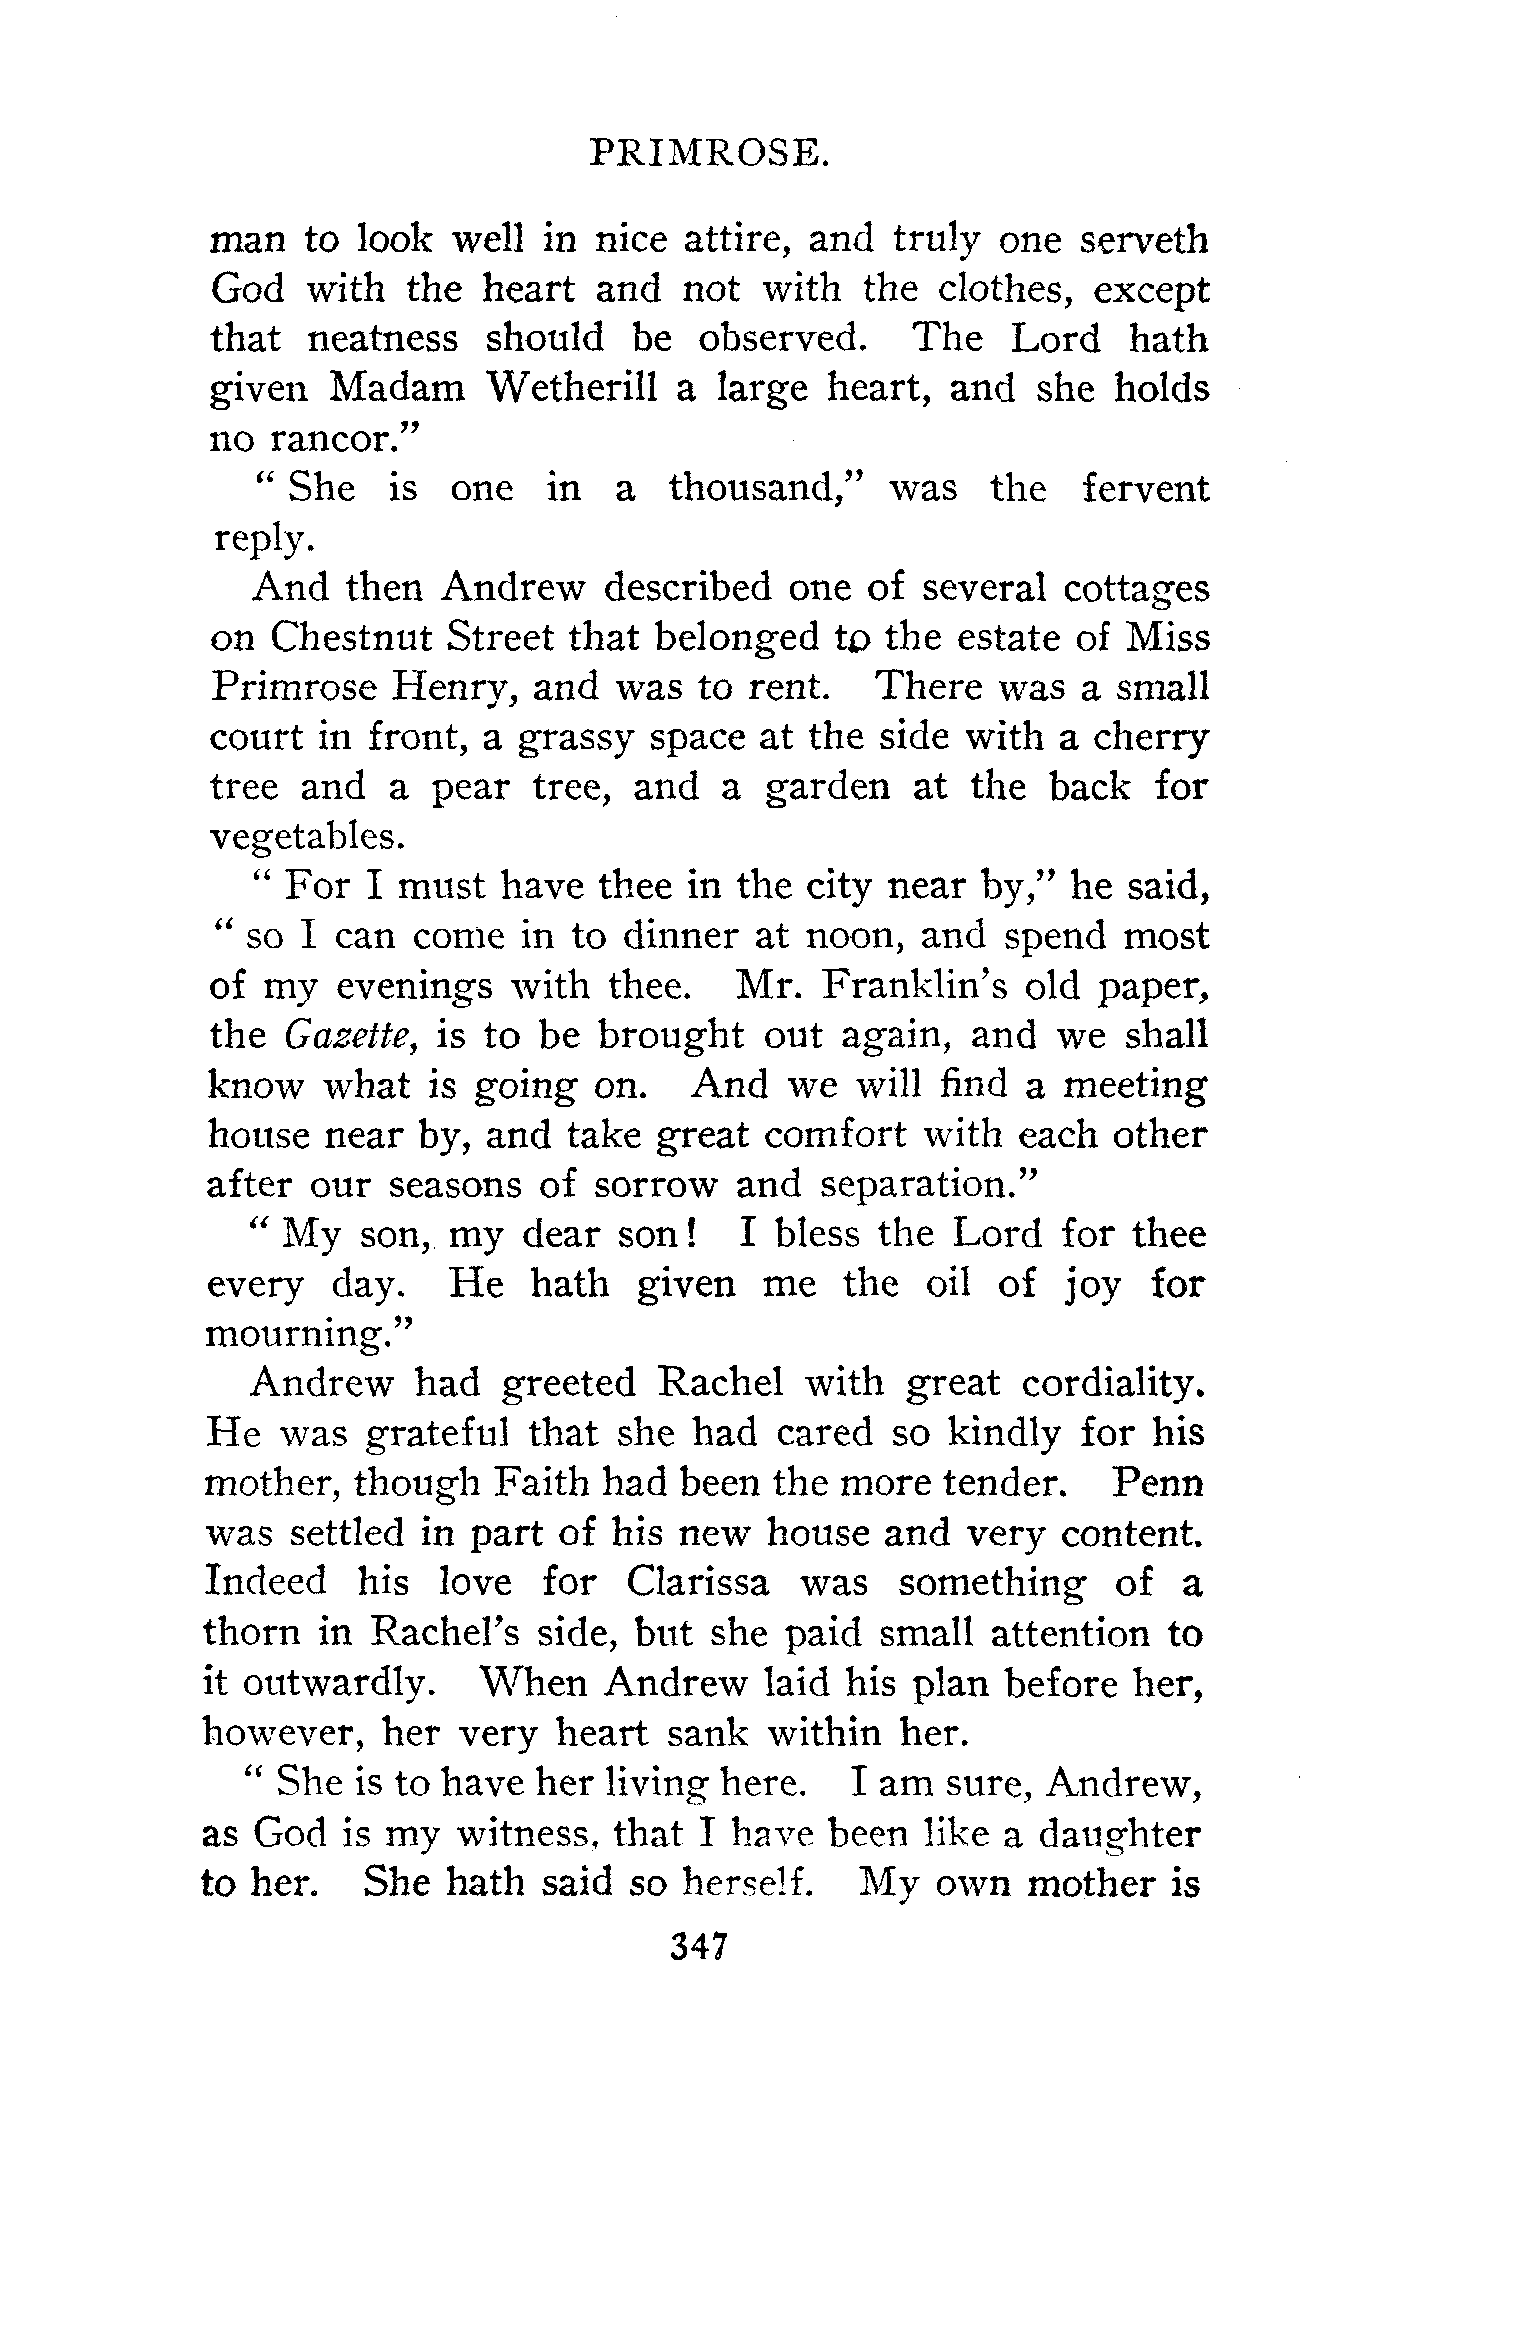 PRIMROSE.
man to look well in nice attire, and truly one serveth
God with the heart and not with the clothes, except
that neatness should be observed. The Lord hath
given Madam Wetherill a large heart, and she holds
no rancor.”
“ She is one in a thousand,” was the fervent
reply.
And then Andrew described one of several cottages
on Chestnut Street that belonged to the estate of Miss
Primrose Henry, and was to rent. There was a small
court in front, a grassy space at the side with a cherry
tree and a pear tree, and a garden at the back for
vegetables.
“ For I must have thee in the city near by,” he said,
“ so I can come in to dinner at noon, and spend most
of my evenings with thee. Mr. Franklin’s old paper,
the Gazette, is to be brought out again, and we shall
know what is going on. And we will find a meeting
house near by, and take great comfort with each other
after our seasons of sorrow and separation.”
“ My son, my dear son! I bless the Lord for thee
every day. He hath given me the oil of joy for
mourning.”
Andrew had greeted Rachel with great cordiality.
He was grateful that she had cared so kindly for his
mother, though Faith had been the more tender. Penn
was settled in part of his new house and very content.
Indeed his love for Clarissa was something of a
thorn in Rachel’s side, but she paid small attention to
it outwardly. When Andrew laid his plan before her,
however, her very heart sank within her.
“ She is to have her living here. I am sure, Andrew,
as God is my witness, that I have been like a daughter
to her. She hath said so herself. My own mother is
347